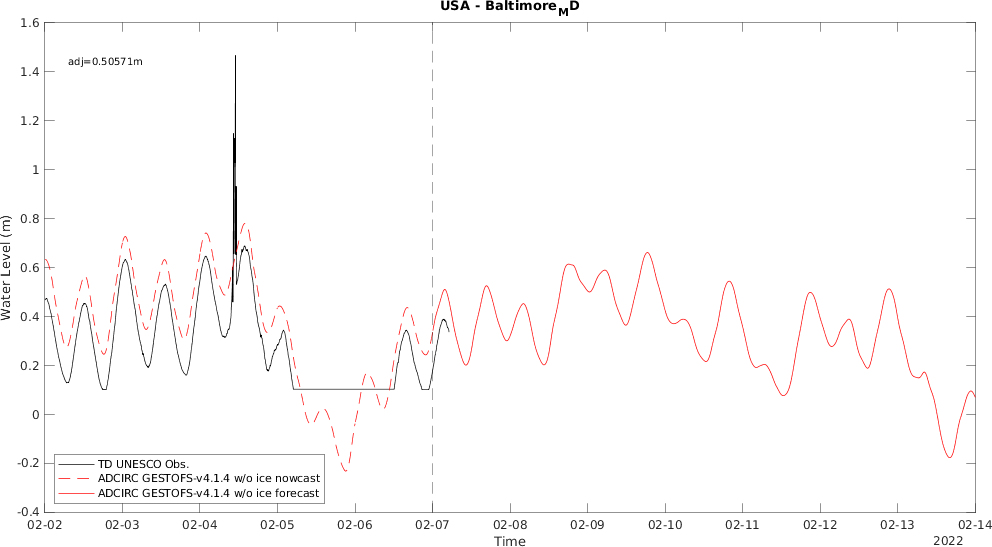 USA - Baltimore_MD
1.6
adj=0.50571m
1.4
1.2
1
0.8
0.6
0.4
0.2
0
-0.2
-0.4
Water Level (m)
TD UNESCO Obs.
ADCIRC GESTOFS-v4.1.4 w/o ice nowcast
ADCIRC GESTOFS-v4.1.4 w/o ice forecast
02-02 02-03 02-04 02-05 02-06 02-07 02-08 02-09 02-10 02-11 02-12 02-13 02-14
Time
2022